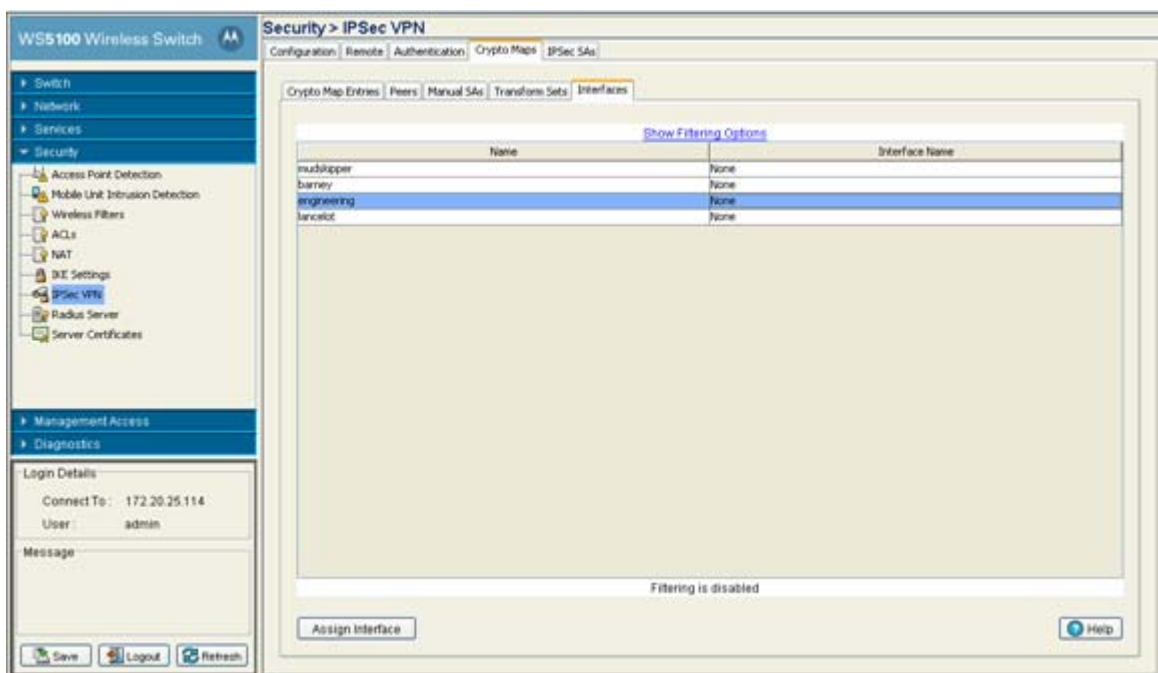 WS5100 Wireless Switch
Security > IPSec VPN
Configuration Remote Authentication Crypto Maps IPSec SAs
Switch
Network
Services
Security
Access Point Detection
Mobile Unit Intrusion Detection
Wireless Filters
ACLs
NAT
IKE Settings
IPSec VPN
Radius Server
Server Certificates
Management Access
Diagnostics
Login Details
Connect To : 172.20.25.114
User : admin
Message
Save Logout Refresh
Crypto Map Entries Peers Manual SAs Transform Sets Interfaces
Show Filtering Options
Name Interface Name
mudskipper None
barney None
engineering None
lancelot None
Filtering is disabled
Assign Interface
Help